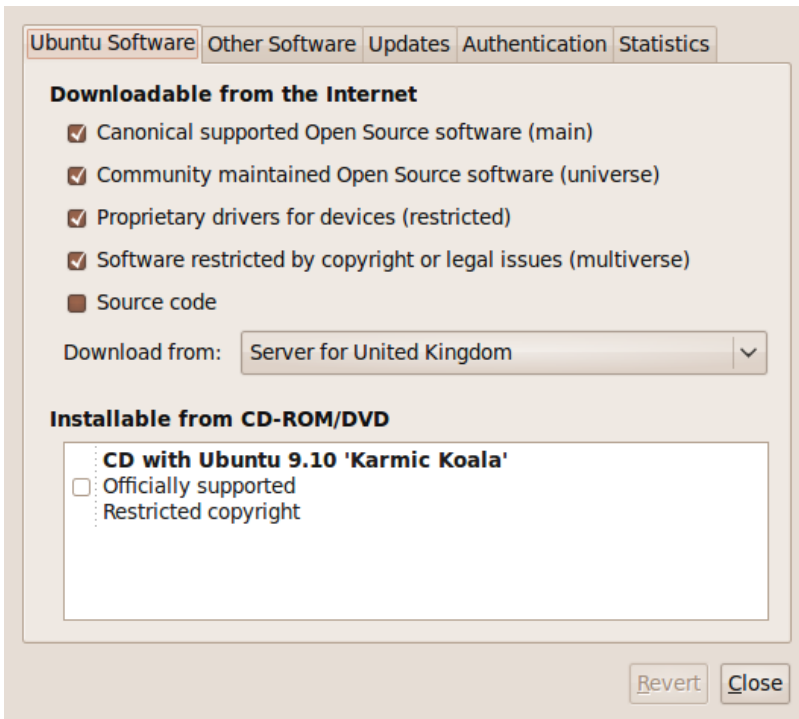 Ubuntu Software Other Software Updates Authentication Statistics
Downloadable from the Internet
Canonical supported Open Source software (main)
Community maintained Open Source software (universe)
Proprietary drivers for devices (restricted)
Software restricted by copyright or legal issues (multiverse)
Source code
Download from: Server for United Kingdom
Installable from CD-ROM/DVD
CD with Ubuntu 9.10 'Karmic Koala'
Officially supported
Restricted copyright
Revert Close